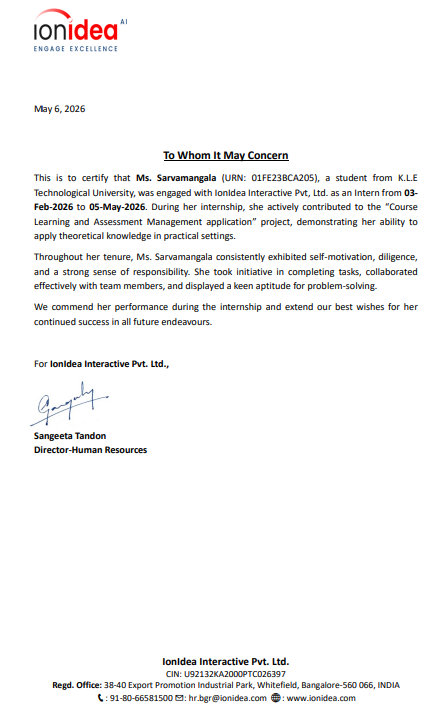 ionidea AI
ENGAGE EXCELLENCE
May 6, 2026
To Whom It May Concern
This is to certify that Ms. Sarvamangala (URN: 01FE23BCA205), a student from K.L.E
Technological University, was engaged with IonIdea Interactive Pvt, Ltd. as an Intern from 03-
Feb-2026 to 05-May-2026. During her internship, she actively contributed to the “Course
Learning and Assessment Management application” project, demonstrating her ability to
apply theoretical knowledge in practical settings.
Throughout her tenure, Ms. Sarvamangala consistently exhibited self-motivation, diligence,
and a strong sense of responsibility. She took initiative in completing tasks, collaborated
effectively with team members, and displayed a keen aptitude for problem-solving.
We commend her performance during the internship and extend our best wishes for her
continued success in all future endeavours.
For IonIdea Interactive Pvt. Ltd.,
Sangeeta Tandon
Director-Human Resources
IonIdea Interactive Pvt. Ltd.
CIN: U92132KA2000PTC026397
Regd. Office: 38-40 Export Promotion Industrial Park, Whitefield, Bangalore-560 066, INDIA
: 91-80-66581500 : hr.bgr@ionidea.com : www.ionidea.com